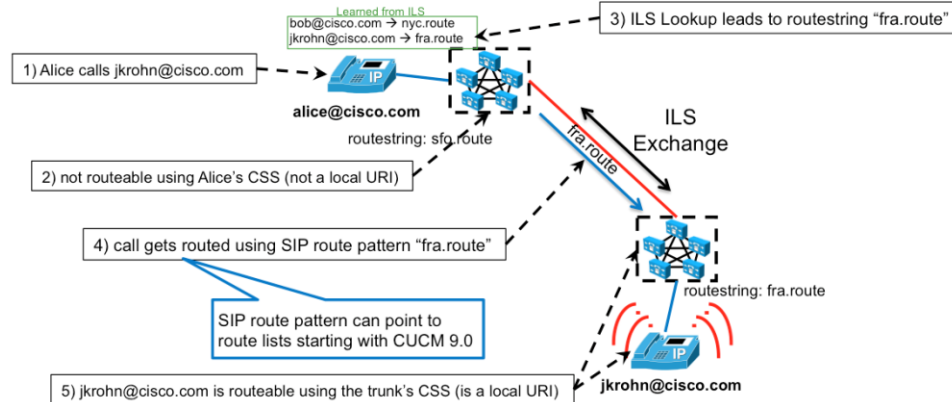 Learned from ILS
bob@cisco.com → nyc.route
jkrohn@cisco.com → fra.route
3) ILS Lookup leads to routestring “fra.route”
1) Alice calls jkrohn@cisco.com
IP
alice@cisco.com
routestring: sfo.route
ILS
Exchange
fra.route
2) not routeable using Alice’s CSS (not a local URI)
4) call gets routed using SIP route pattern “fra.route”
routestring: fra.route
SIP route pattern can point to
route lists starting with CUCM 9.0
IP
5) jkrohn@cisco.com is routeable using the trunk’s CSS (is a local URI)
jkrohn@cisco.com